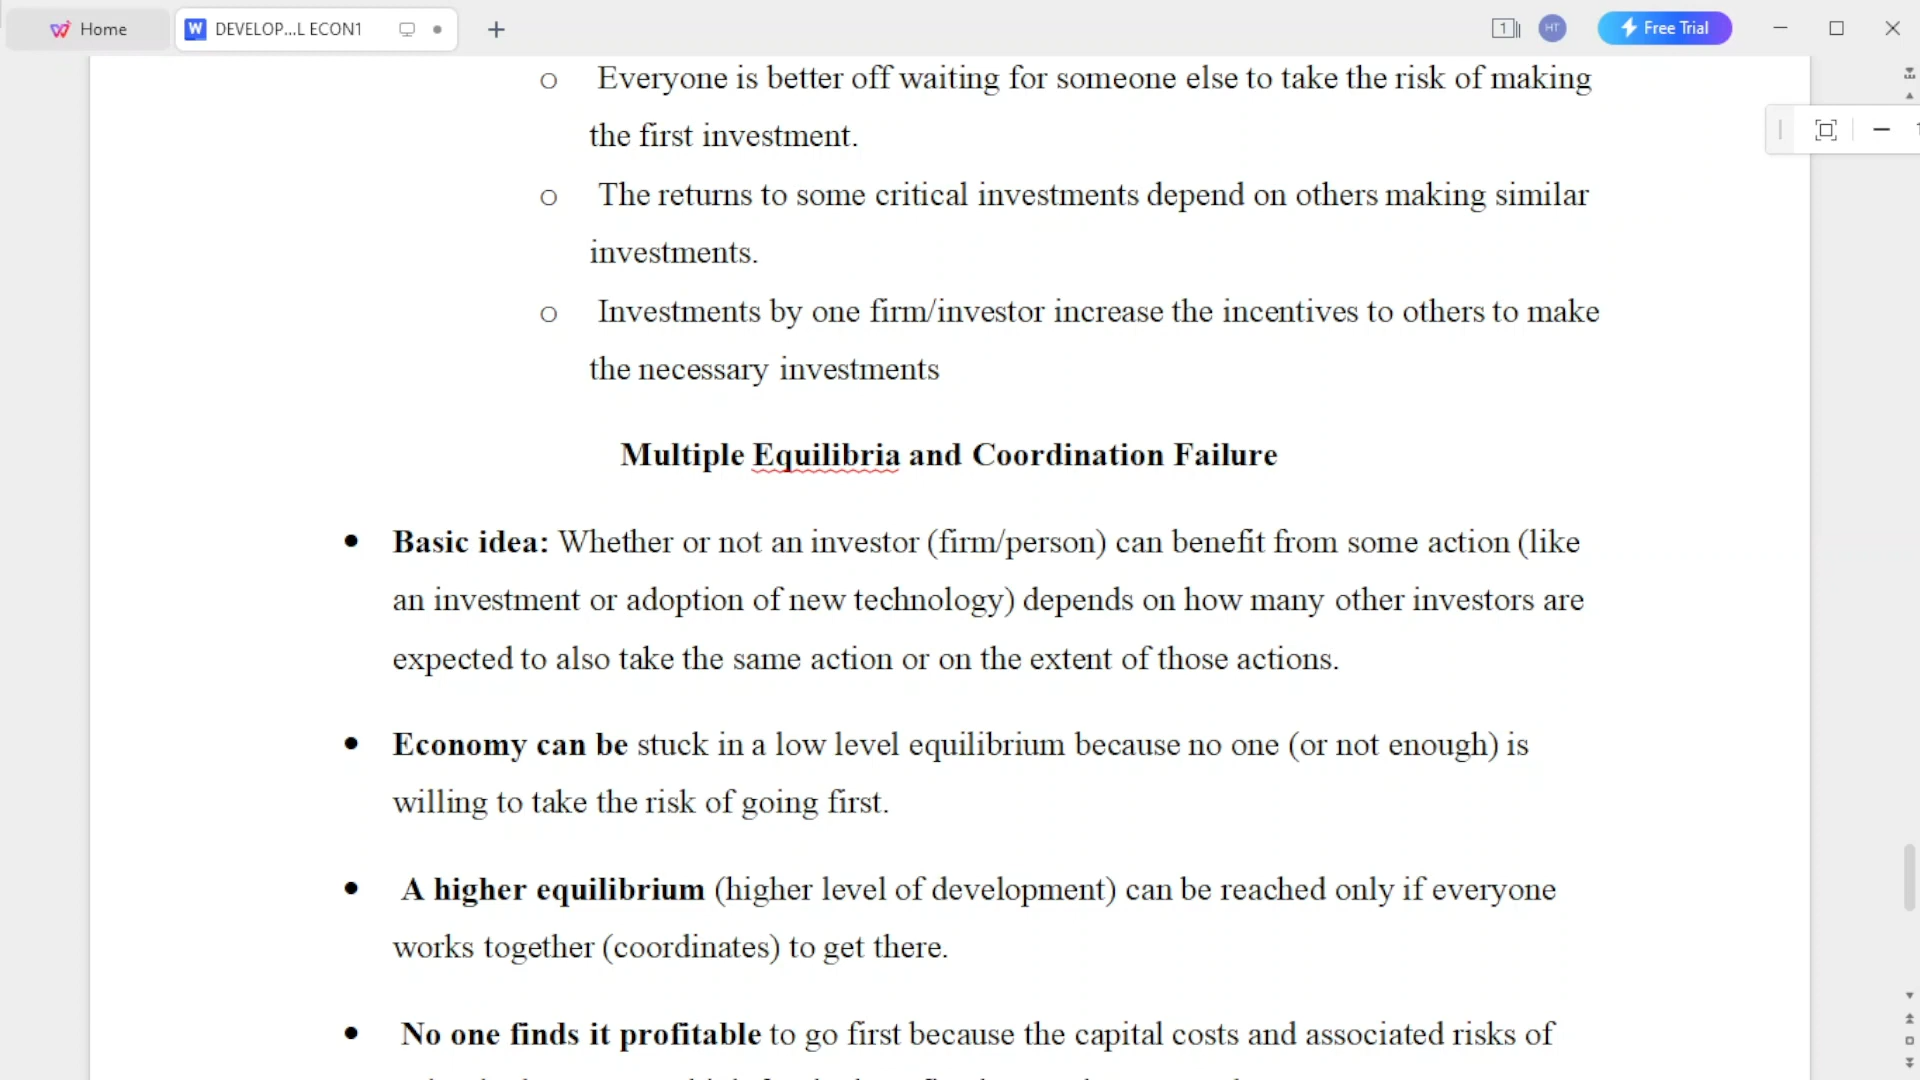 Home
DEVELOP...L ECON1
1
HT
Free Trial
o Everyone is better off waiting for someone else to take the risk of making
the first investment.
o The returns to some critical investments depend on others making similar
investments.
o Investments by one firm/investor increase the incentives to others to make
the necessary investments
Multiple Equilibria and Coordination Failure
• Basic idea: Whether or not an investor (firm/person) can benefit from some action (like
an investment or adoption of new technology) depends on how many other investors are
expected to also take the same action or on the extent of those actions.
• Economy can be stuck in a low level equilibrium because no one (or not enough) is
willing to take the risk of going first.
• A higher equilibrium (higher level of development) can be reached only if everyone
works together (coordinates) to get there.
• No one finds it profitable to go first because the capital costs and associated risks of